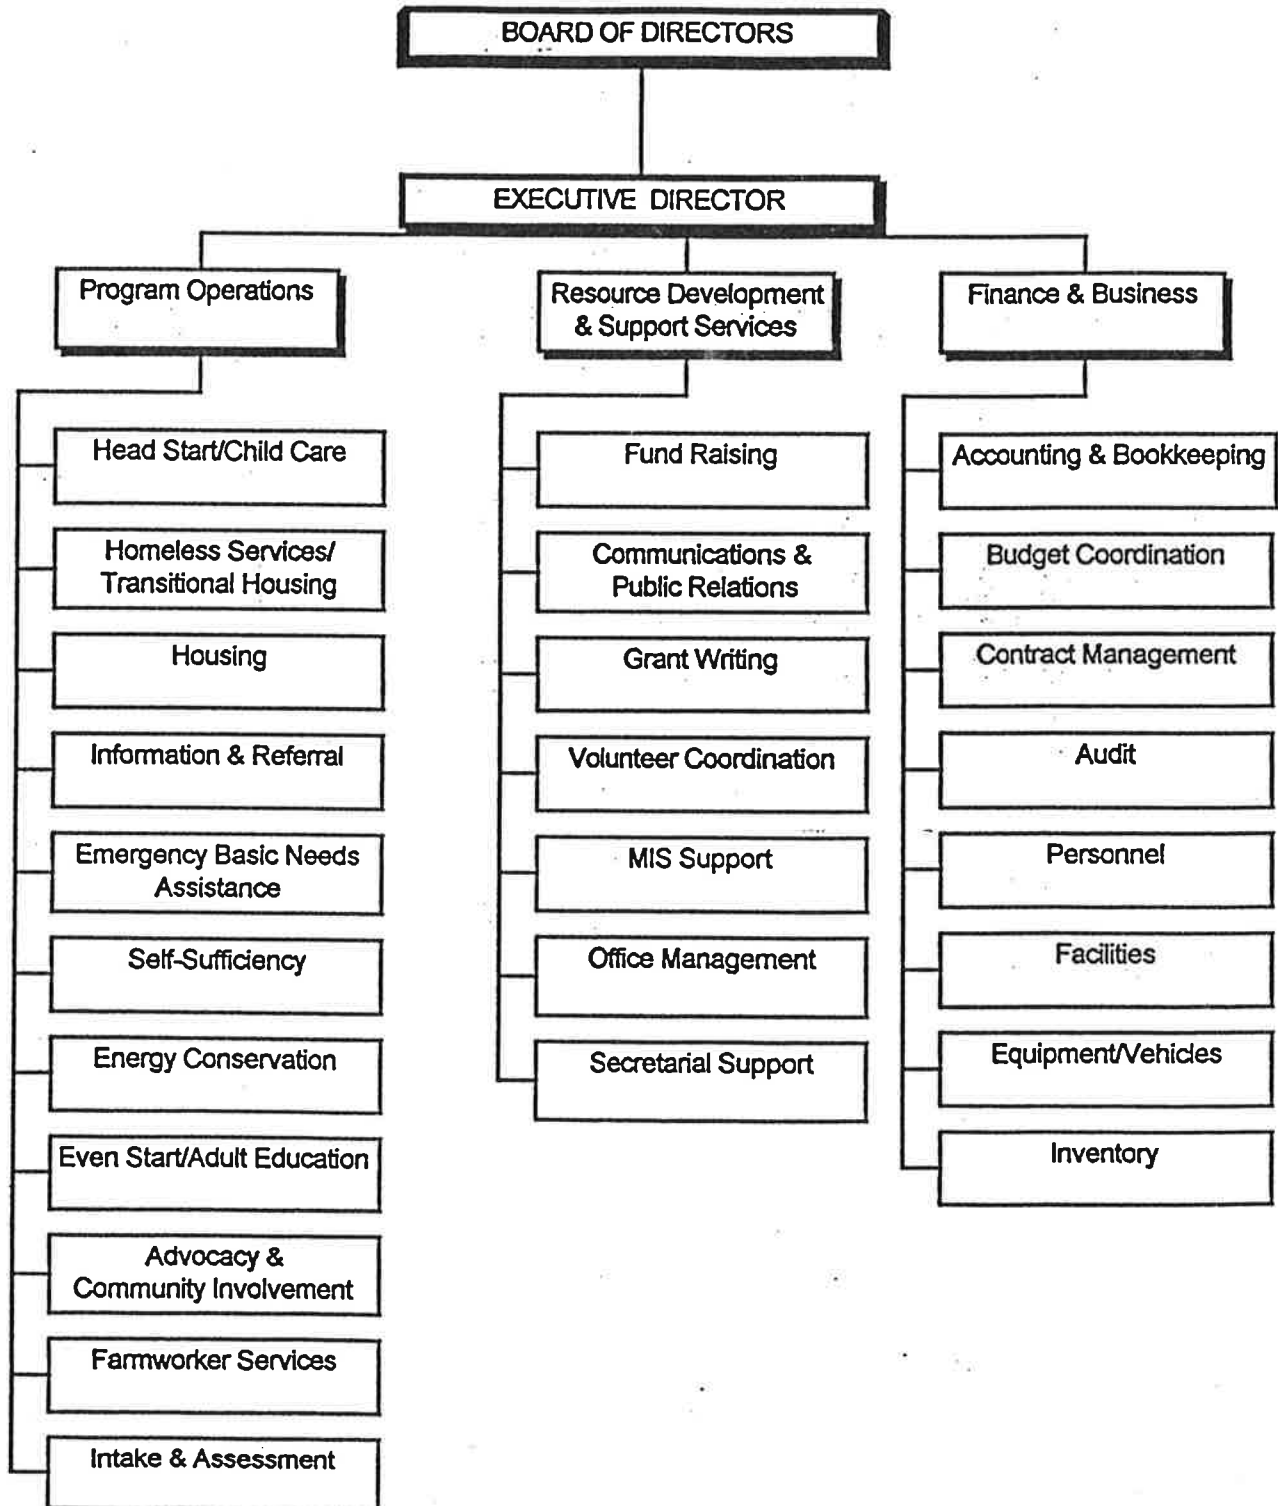 BOARD OF DIRECTORS
EXECUTIVE DIRECTOR
Program Operations
Head Start/Child Care
Homeless Services/
Transitional Housing
Housing
Information & Referral
Emergency Basic Needs
Assistance
Self-Sufficiency
Energy Conservation
Even Start/Adult Education
Advocacy &
Community Involvement
Farmworker Services
Intake & Assessment
Resource Development
& Support Services
Fund Raising
Communications &
Public Relations
Grant Writing
Volunteer Coordination
MIS Support
Office Management
Secretarial Support
Finance & Business
Accounting & Bookkeeping
Budget Coordination
Contract Management
Audit
Personnel
Facilities
Equipment/Vehicles
Inventory